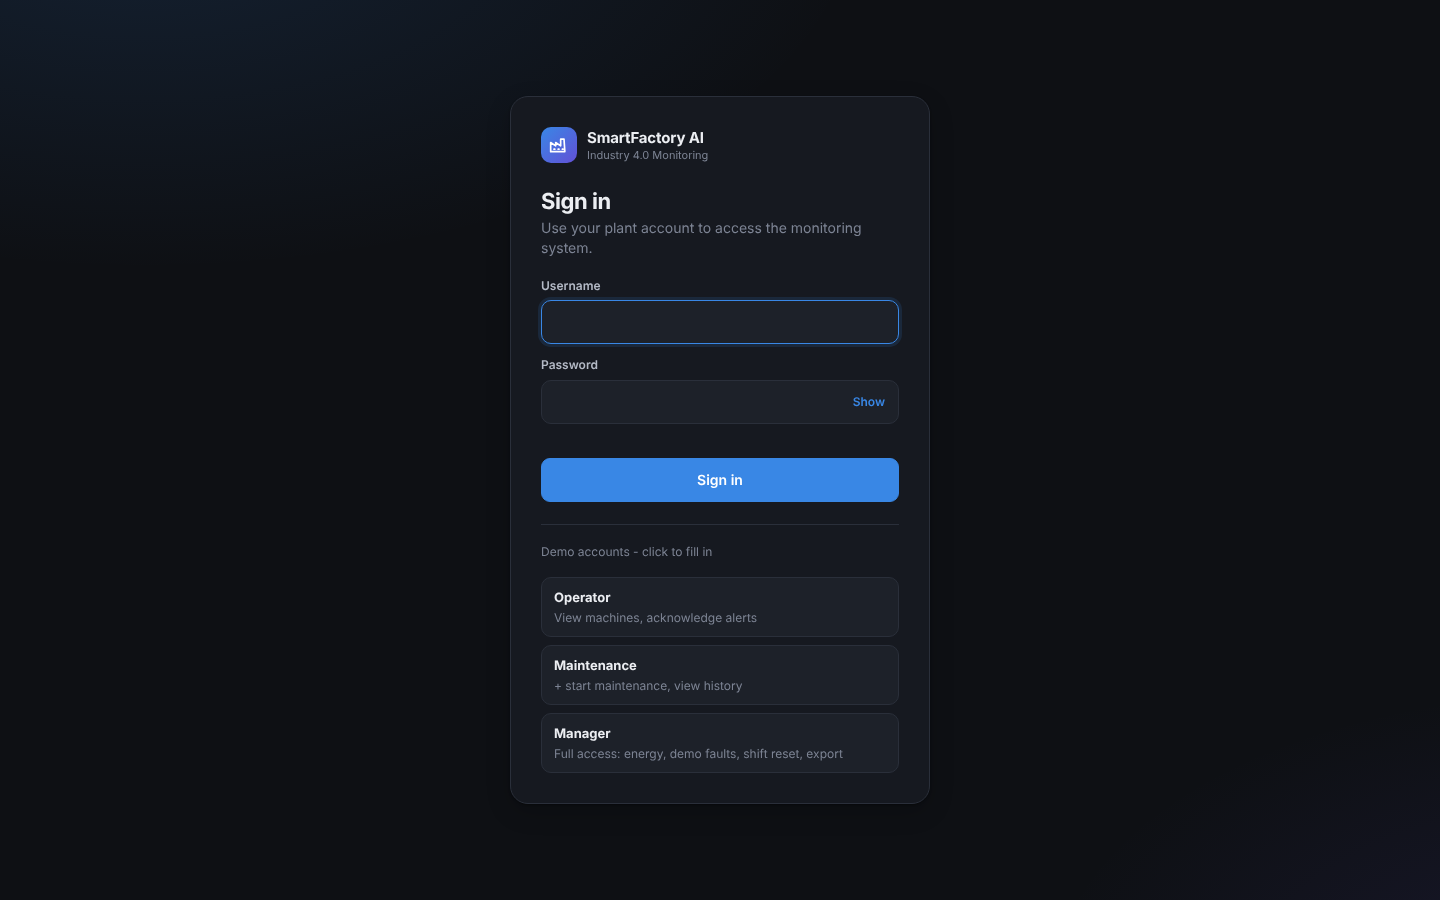 SmartFactory AI
Industry 4.0 Monitoring
Sign in
Use your plant account to access the monitoring
system.
Username
Password
Show
Sign in
Demo accounts - click to fill in
Operator
View machines, acknowledge alerts
Maintenance
+ start maintenance, view history
Manager
Full access: energy, demo faults, shift reset, export